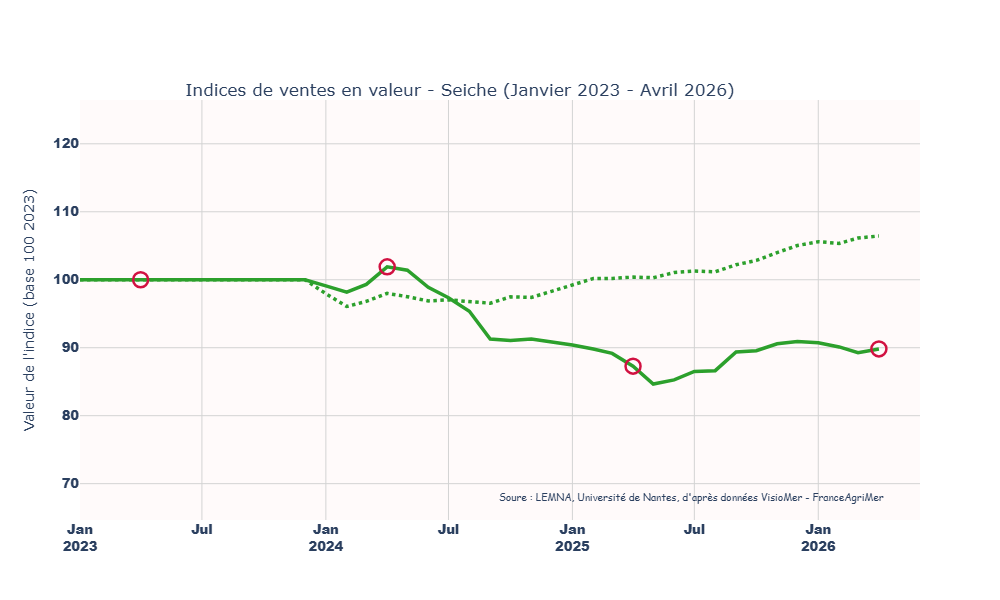 Indices de ventes en valeur - Seiche (Janvier 2023 - Avril 2026)
Valeur de l'indice (base 100 2023)
120
110
100
90
80
70
Soure : LEMNA, Université de Nantes, d'après données VisioMer - FranceAgriMer
Jan Jul Jan Jul Jan Jul Jan
2023 2024 2025 2026